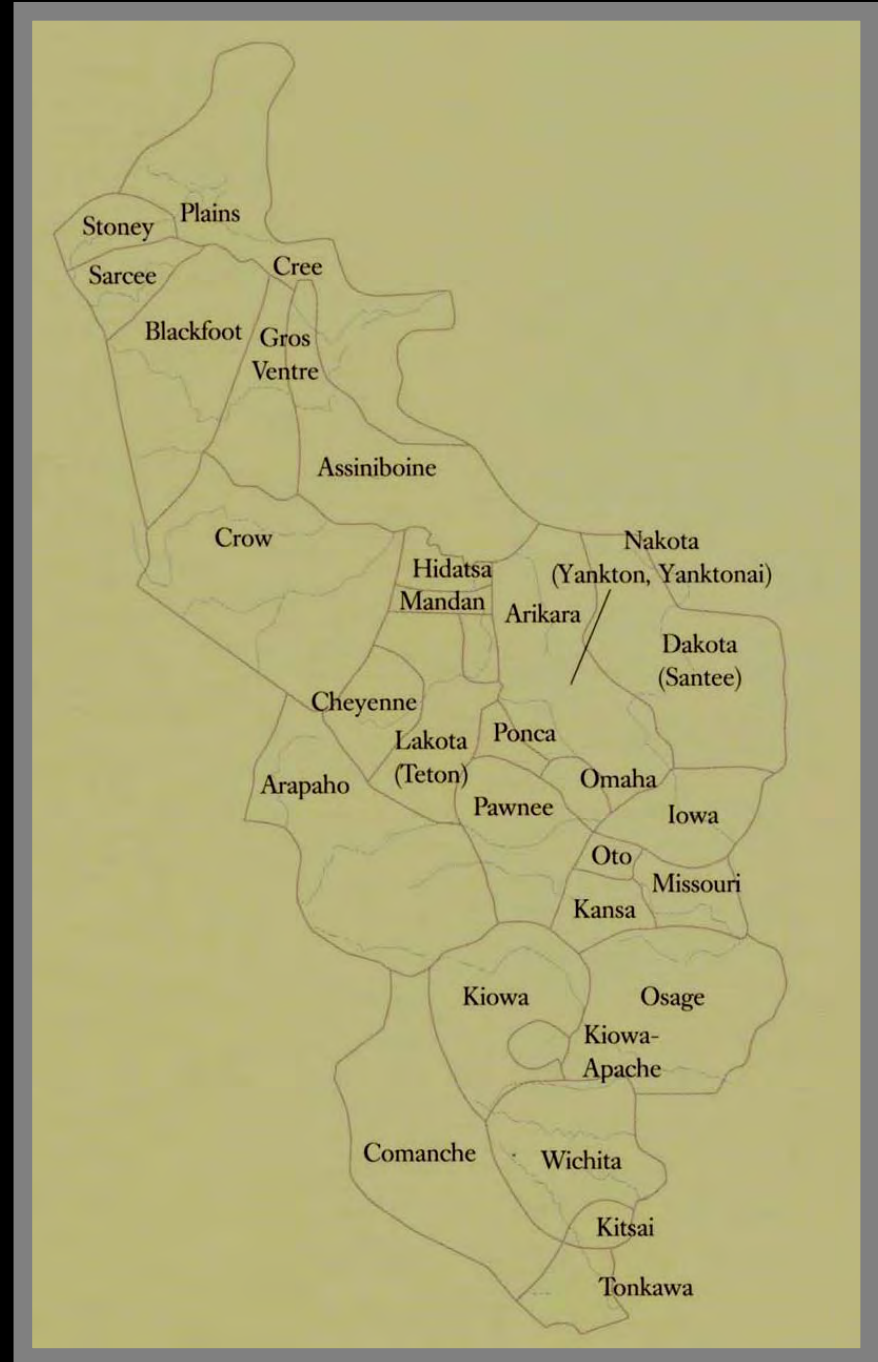 Plains
Cree
Stoney
Sarcee
Blackfoot
Gros
Ventre
Assiniboine
Crow
Hidatsa
Mandan
Arikara
Nakota
(Yankton, Yanktonai)
Dakota
(Santee)
Cheyenne
Lakota
(Teton)
Ponca
Arapaho
Pawnee
Omaha
Iowa
Oto
Missouri
Kansa
Kiowa
Osage
Kiowa-
Apache
Comanche
Wichita
Kitsai
Tonkawa